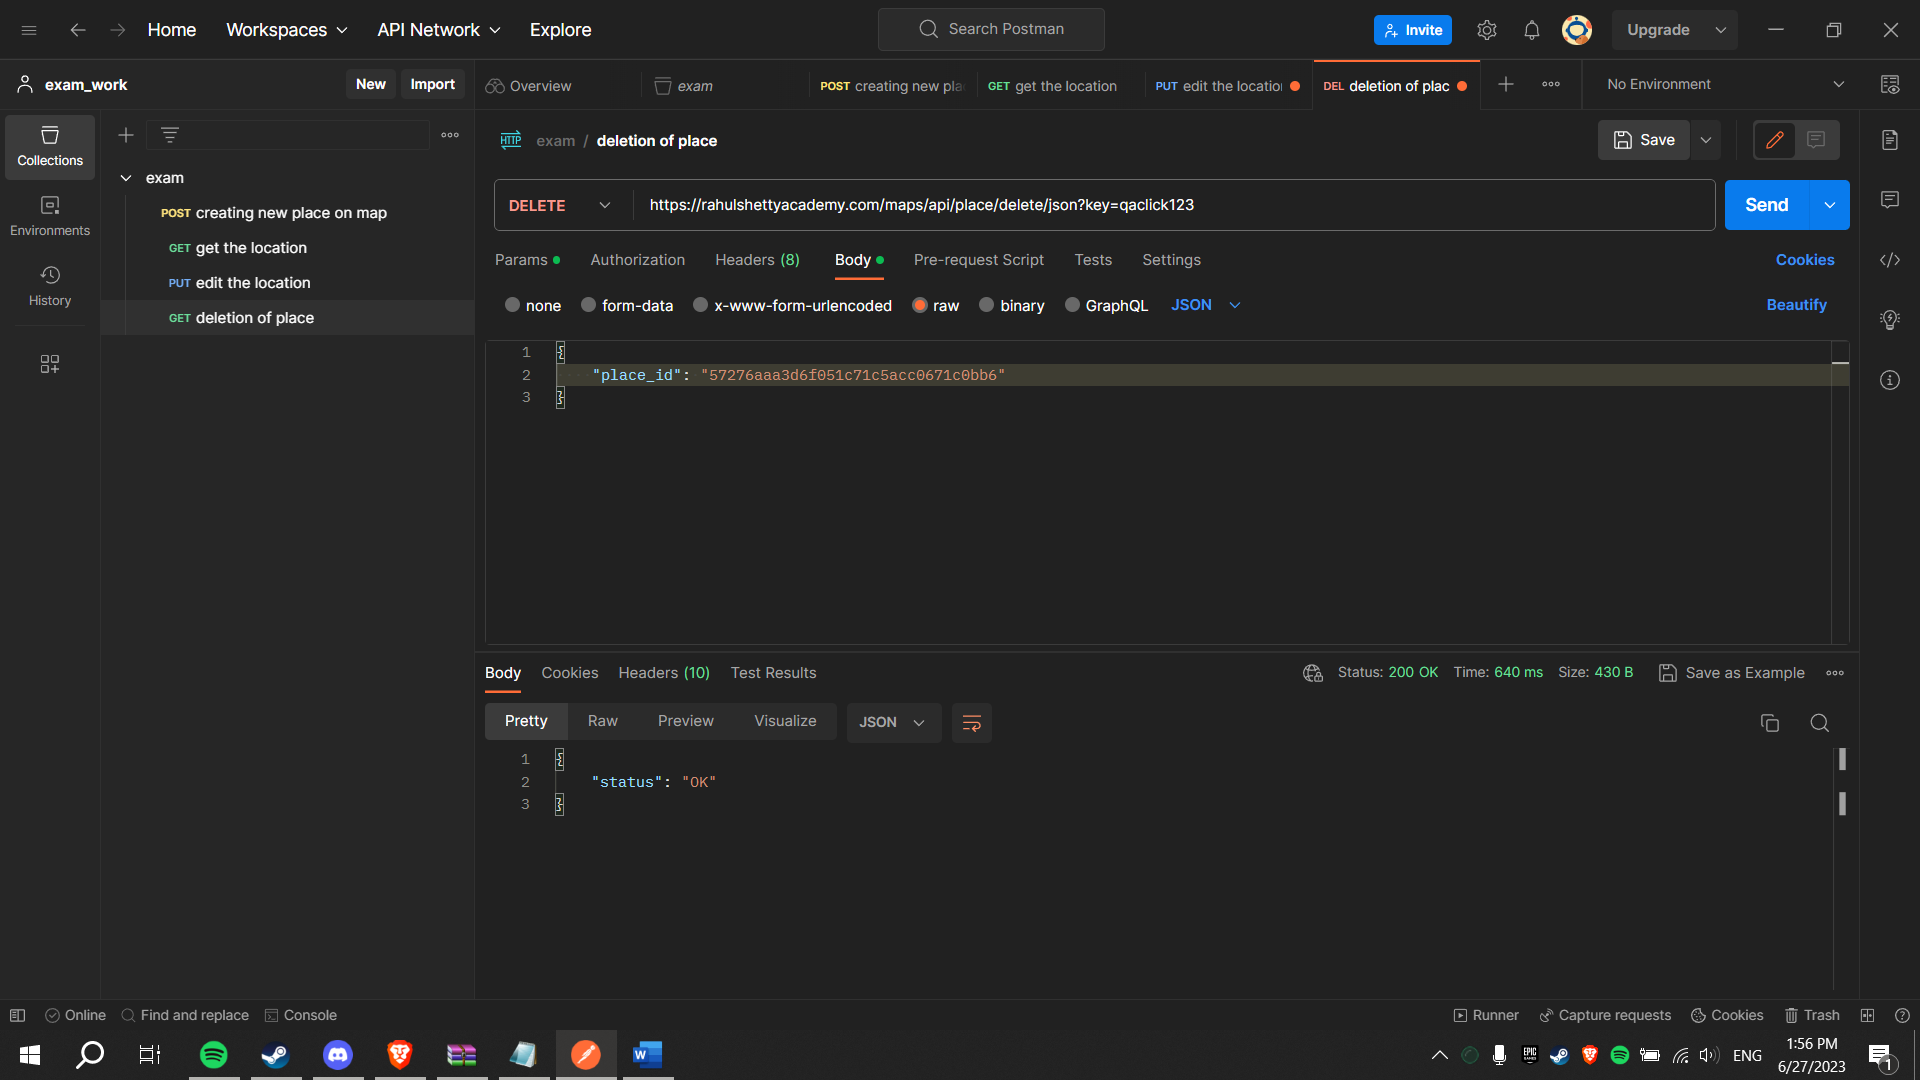 Home Workspaces API Network Explore Search Postman Invite Upgrade
exam_work New Import Overview exam POST creating new pla GET get the location PUT edit the location DEL deletion of plac No Environment
Collections
Environments
History
exam
POST creating new place on map
GET get the location
PUT edit the location
GET deletion of place
HTTP exam / deletion of place Save
DELETE https://rahulshettyacademy.com/maps/api/place/delete/json?key=qaclick123 Send
Params Authorization Headers (8) Body Pre-request Script Tests Settings Cookies
none form-data x-www-form-urlencoded raw binary GraphQL JSON Beautify
1 {
2 "place_id": "57276aaa3d6f051c71c5acc0671c0bb6"
3 }
Body Cookies Headers (10) Test Results Status: 200 OK Time: 640 ms Size: 430 B Save as Example
Pretty Raw Preview Visualize JSON
1 {
2 "status": "OK"
3 }
Online Find and replace Console Runner Capture requests Cookies Trash
W EPIC GAMES ENG 1:56 PM
6/27/2023 1